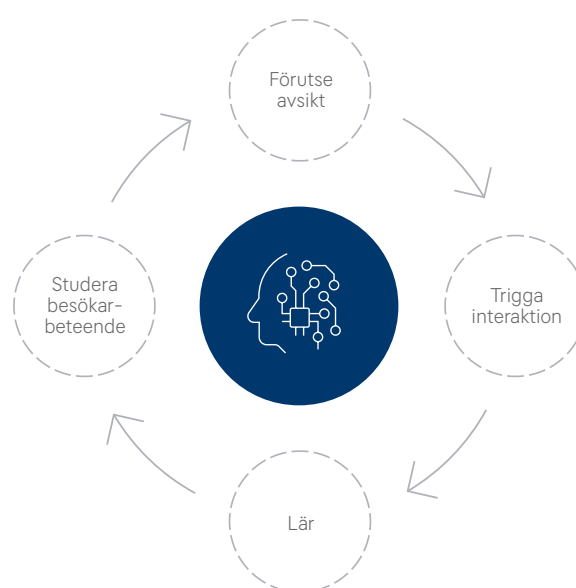 Förutse
avsikt
Studera
besökar-
beteende
Trigga
interaktion
Lär